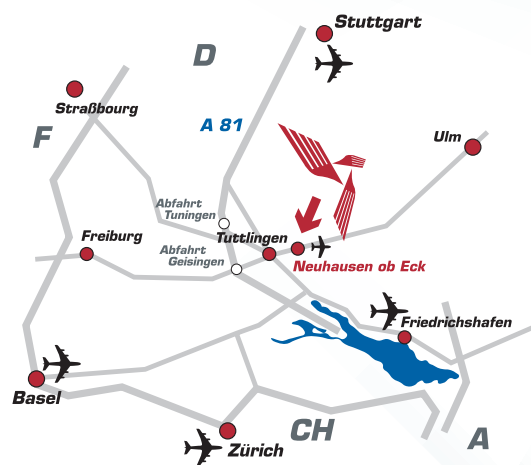 Stuttgart
D
Straßbourg
A 81
F
Ulm
Abfahrt
Tuningen
Freiburg
Tuttlingen
Abfahrt
Geisingen
Neuhausen ob Eck
Friedrichshafen
Basel
Zürich
CH
A